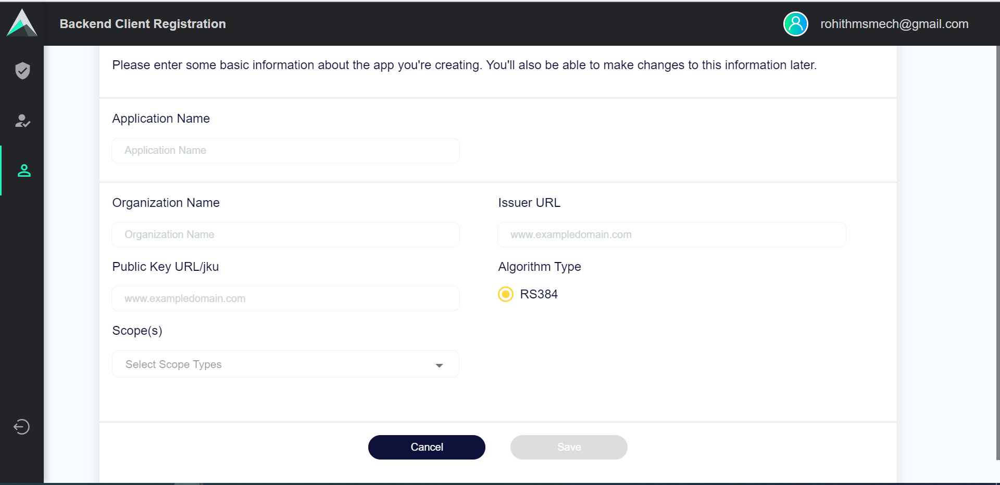 Backend Client Registration
rohithmsmech@gmail.com
Please enter some basic information about the app you're creating. You'll also be able to make changes to this information later.
Application Name
Application Name
Organization Name
Issuer URL
Organization Name
www.exampledomain.com
Public Key URL/jku
Algorithm Type
www.exampledomain.com
RS384
Scope(s)
Select Scope Types
Cancel
Save